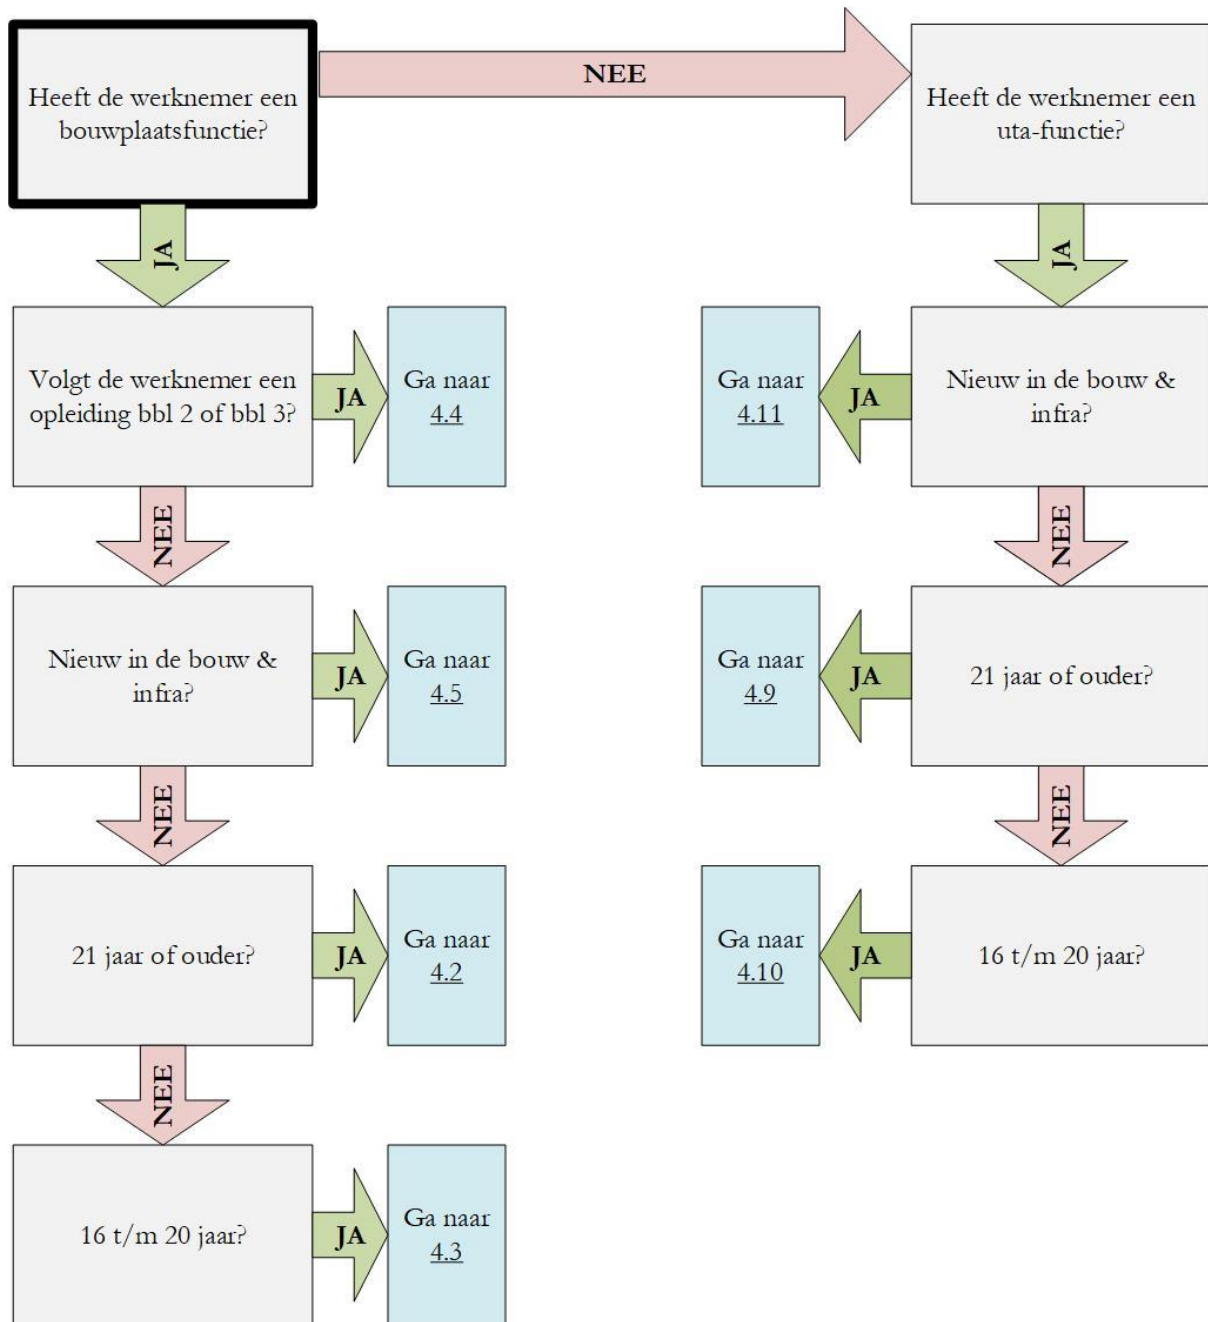 Heeft de werknemer een
bouwplaatsfunctie?
NEE
Heeft de werknemer een
uta-functie?
JA
JA
Volgt de werknemer een
opleiding bbl 2 of bbl 3?
JA
Ga naar
4.4
Ga naar
4.11
JA
Nieuw in de bouw &
infra?
NEE
NEE
Nieuw in de bouw &
infra?
JA
Ga naar
4.5
Ga naar
4.9
JA
21 jaar of ouder?
NEE
NEE
21 jaar of ouder?
JA
Ga naar
4.2
Ga naar
4.10
JA
16 t/m 20 jaar?
NEE
16 t/m 20 jaar?
JA
Ga naar
4.3